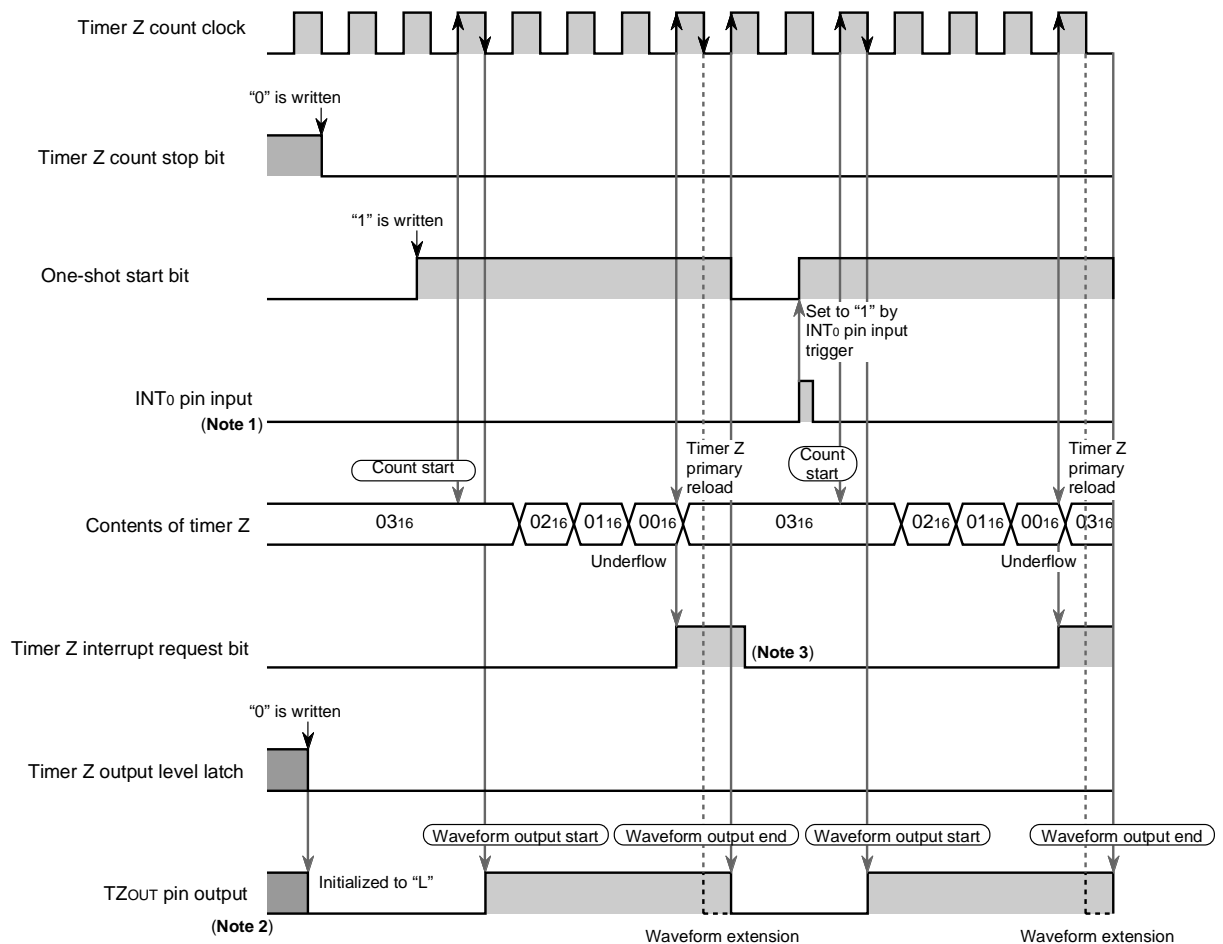 Timer Z count clock
“0” is written
Timer Z count stop bit
“1” is written
One-shot start bit
Set to “1” by
INT0 pin input
trigger
INT0 pin input
(Note 1)
Count start
Timer Z
primary
reload
Count
start
Timer Z
primary
reload
Contents of timer Z
0316 0216 0116 0016 0316 0216 0116 0016 0316
Underflow Underflow
Timer Z interrupt request bit
(Note 3)
“0” is written
Timer Z output level latch
Waveform output start Waveform output end Waveform output start Waveform output end
Initialized to “L”
TZOUT pin output
(Note 2)
Waveform extension Waveform extension